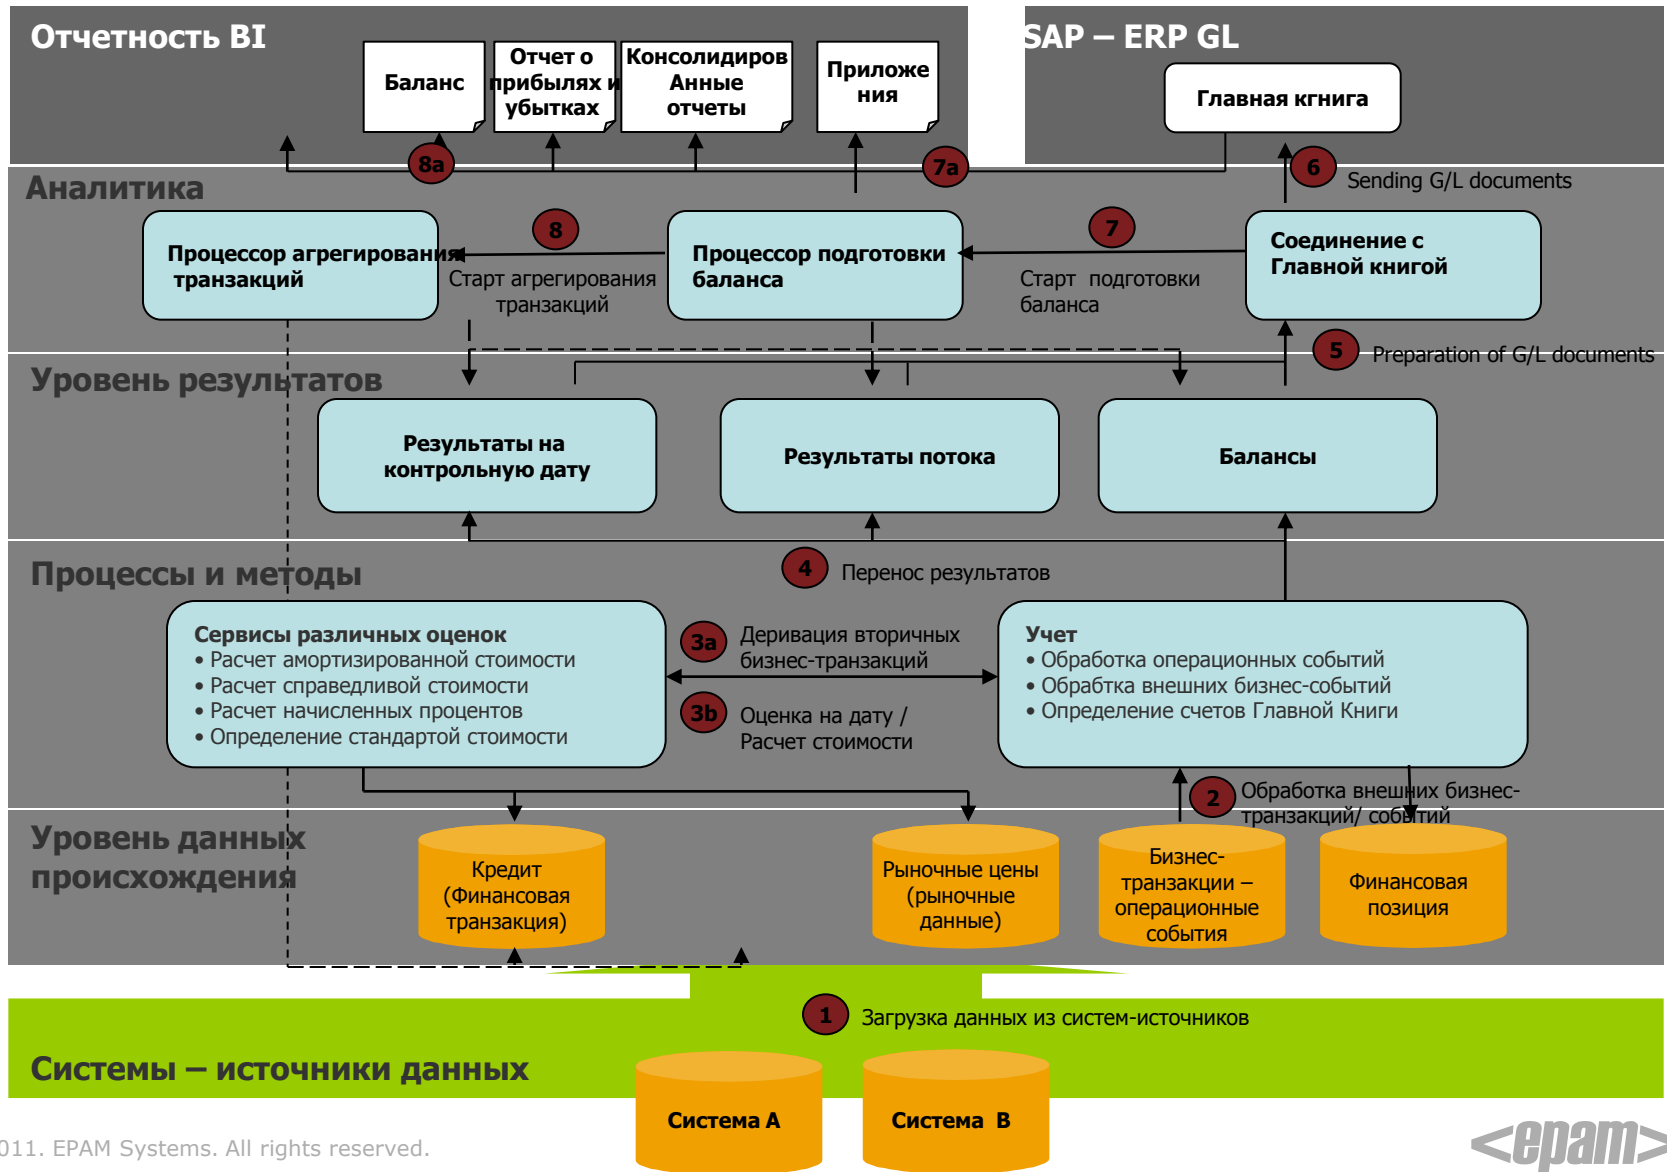 Отчетность BI
SAP – ERP GL
Баланс
Отчет о
прибылях и
убытках
Консолидиров
Анные
отчеты
Приложе
ния
Главная кгнига
8a
7a
6
Sending G/L documents
Аналитика
Процессор агрегирования
транзакций
8
Старт агрегирования
транзакций
Процессор подготовки
баланса
7
Старт подготовки
баланса
Соединение с
Главной книгой
5
Preparation of G/L documents
Уровень результатов
Результаты на
контрольную дату
Результаты потока
Балансы
Процессы и методы
4
Перенос результатов
Сервисы различных оценок
• Расчет амортизированной стоимости
• Расчет справедливой стоимости
• Расчет начисленных процентов
• Определение стандартой стоимости
3a
Деривация вторичных
бизнес-транзакций
3b
Оценка на дату /
Расчет стоимости
Учет
• Обработка операционных событий
• Обрабтка внешних бизнес-событий
• Определение счетов Главной Книги
2
Обработка внешних бизнес-
транзакций/ событий
Уровень данных
происхождения
Кредит
(Финансовая
транзакция)
Рыночные цены
(рыночные
данные)
Бизнес-
транзакции –
операционные
события
Финансовая
позиция
1
Загрузка данных из систем-источников
Системы – источники данных
Система A
Система B
011. EPAM Systems. All rights reserved.
<epam>